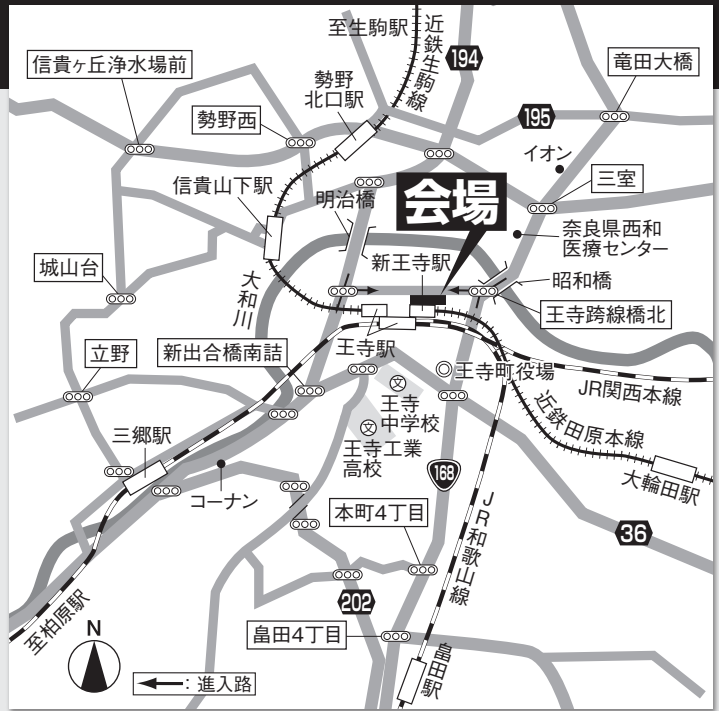 至生駒駅
近鉄生駒線
194
竜田大橋
信貴ヶ丘浄水場前
勢野
北口駅
勢野西
195
イオン
三室
信貴山下駅
明治橋
会場
奈良県西和
医療センター
新王寺駅
城山台
大和川
昭和橋
王寺跨線橋北
王寺駅
新出合橋南詰
立野
王寺町役場
JR関西本線
文
王寺
中学校
近鉄田原本線
三郷駅
文
王寺工業
高校
コーナン
168
大輪田駅
本町4丁目
JR和歌山線
36
202
至柏原駅
畠田4丁目
畠田駅
N
:進入路